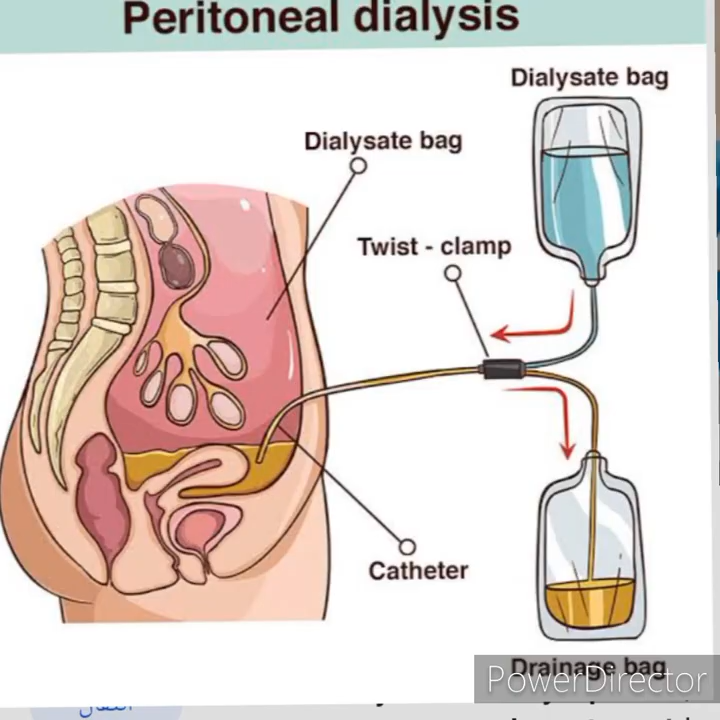 Peritoneal dialysis
Dialysate bag
Dialysate bag
Twist - clamp
Catheter
Drainage bag
PowerDirector